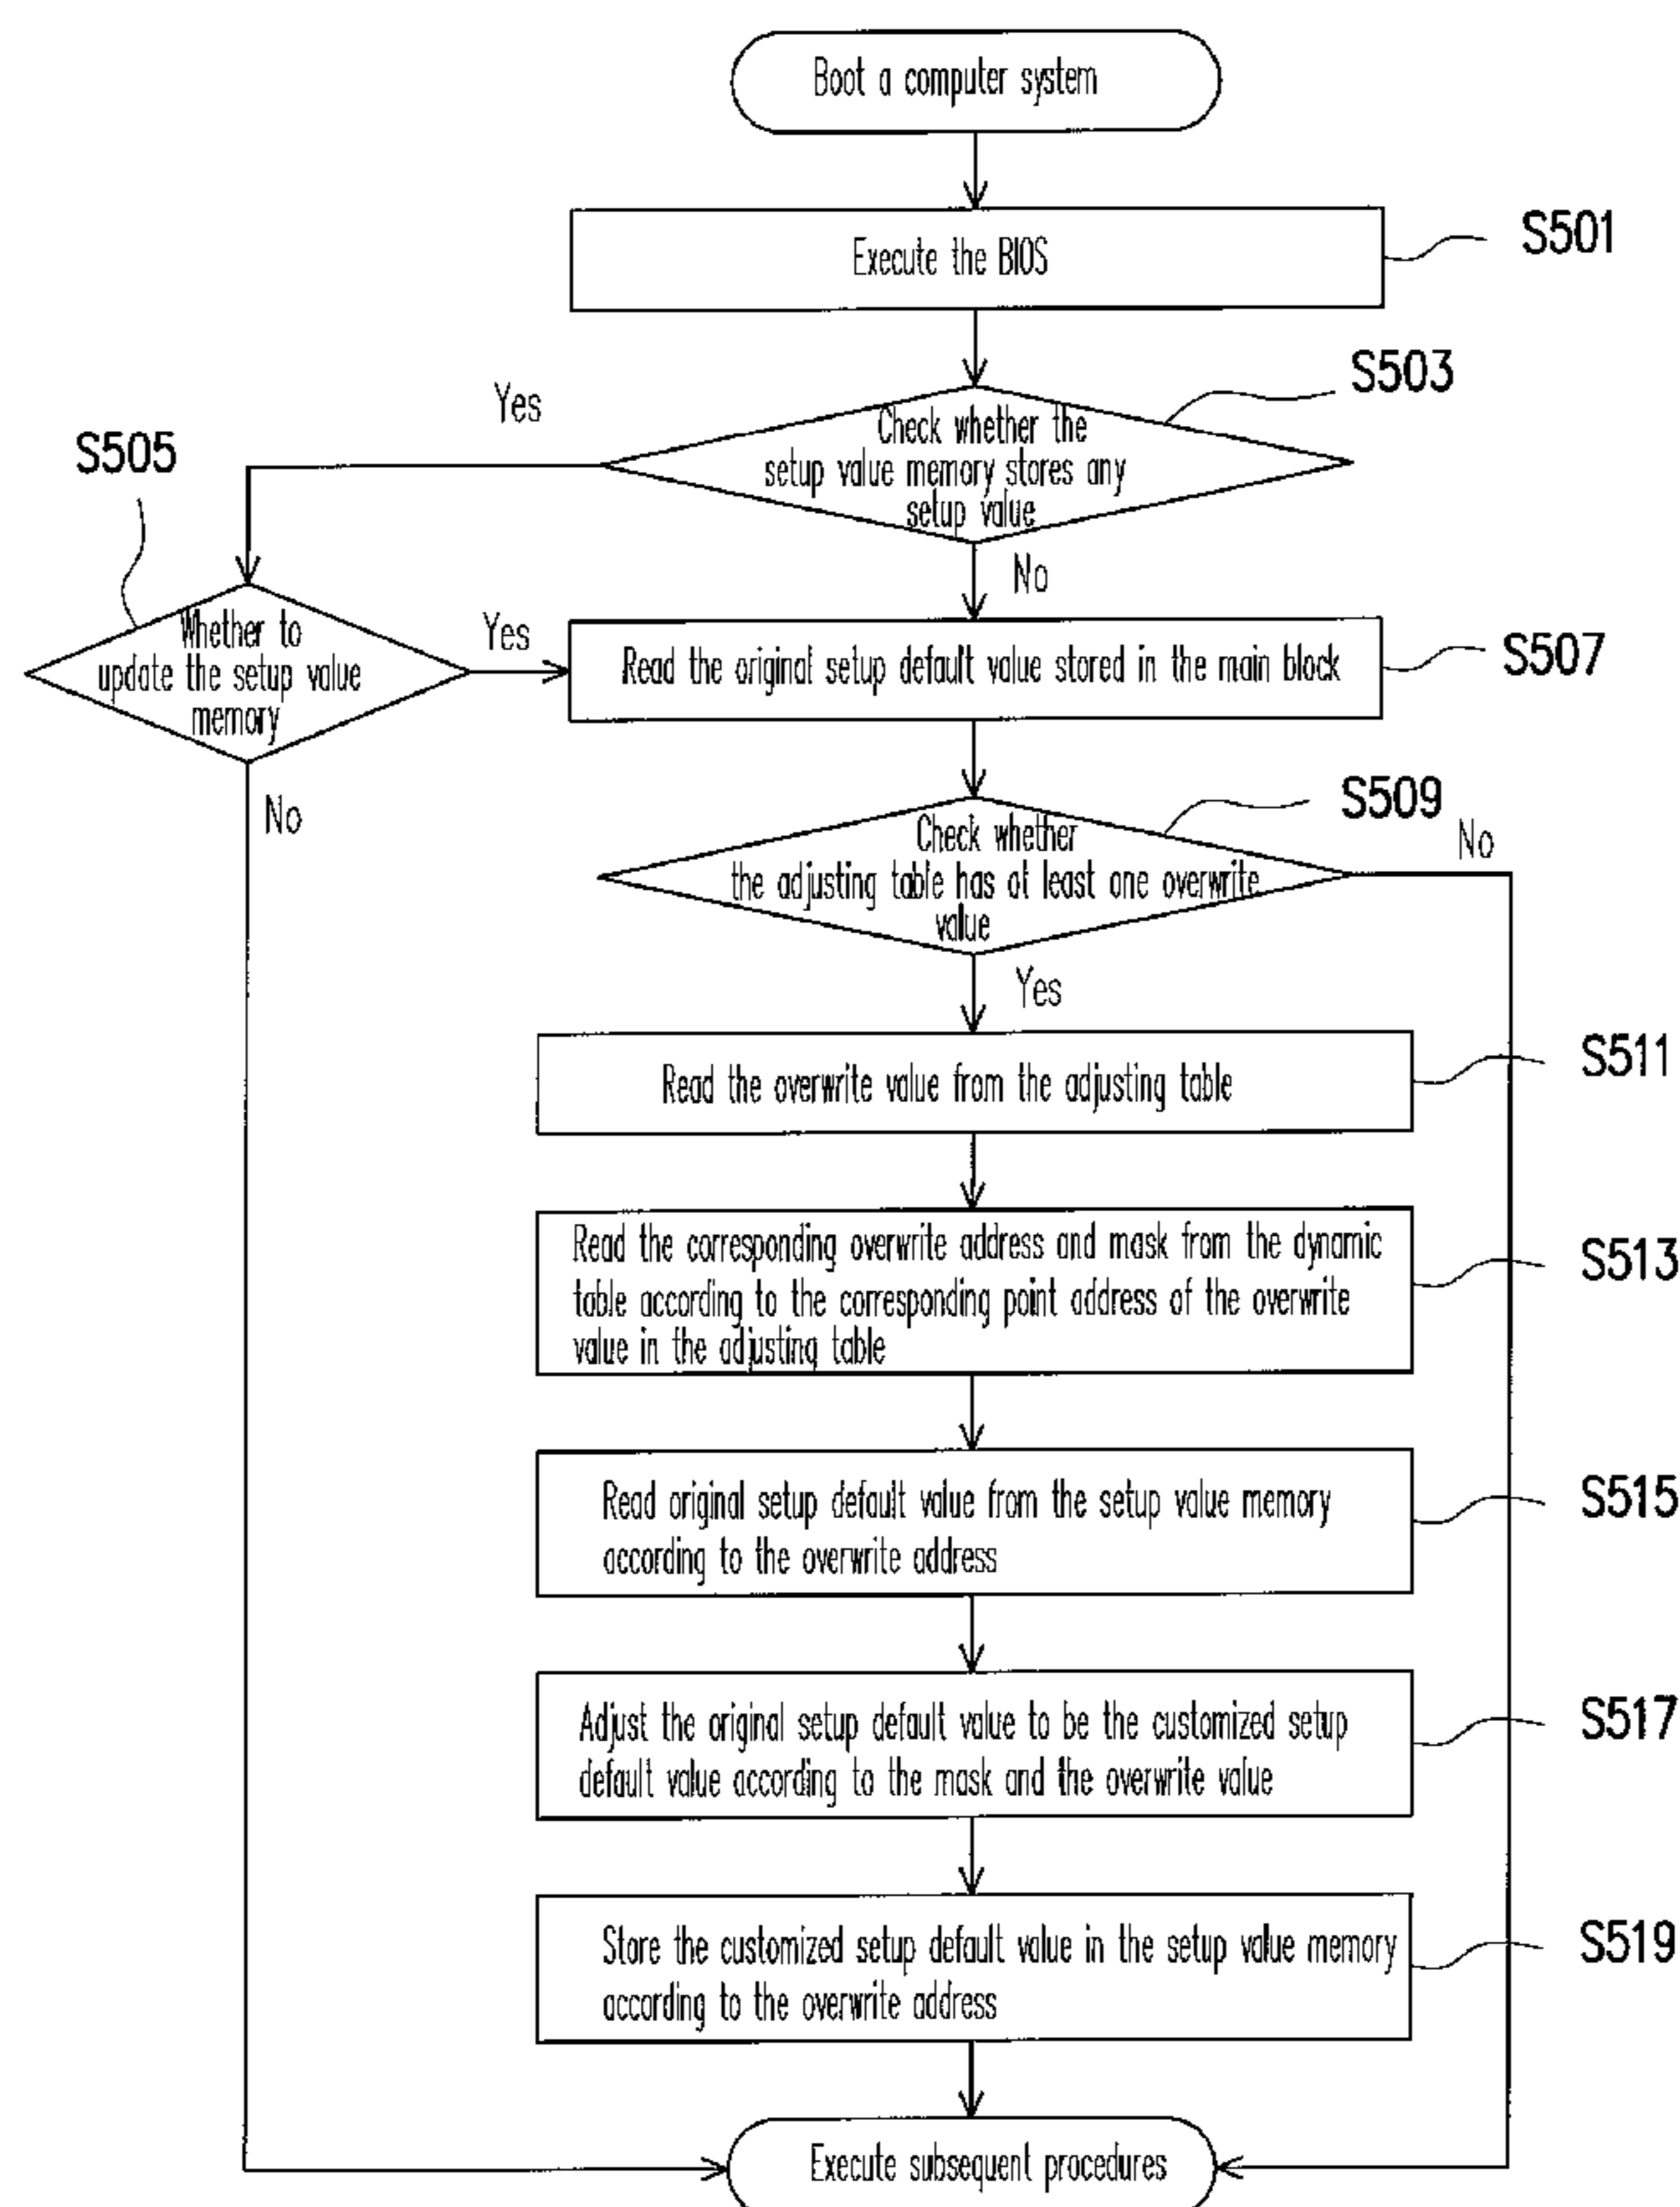 Boot a computer system
Execute the BIOS
S501
S503
Yes
Check whether the
setup value memory stores any
setup value
S505
No
Whether to
update the setup value
memory
Yes
Read the original setup default value stored in the main block
S507
No
S509
No
Check whether
the adjusting table has at least one overwrite
value
Yes
Read the overwrite value from the adjusting table
S511
Read the corresponding overwrite address and mask from the dynamic
table according to the corresponding point address of the overwrite
value in the adjusting table
S513
Read original setup default value from the setup value memory
according to the overwrite address
S515
Adjust the original setup default value to be the customized setup
default value according to the mask and the overwrite value
S517
Store the customized setup default value in the setup value memory
according to the overwrite address
S519
Execute subsequent procedures